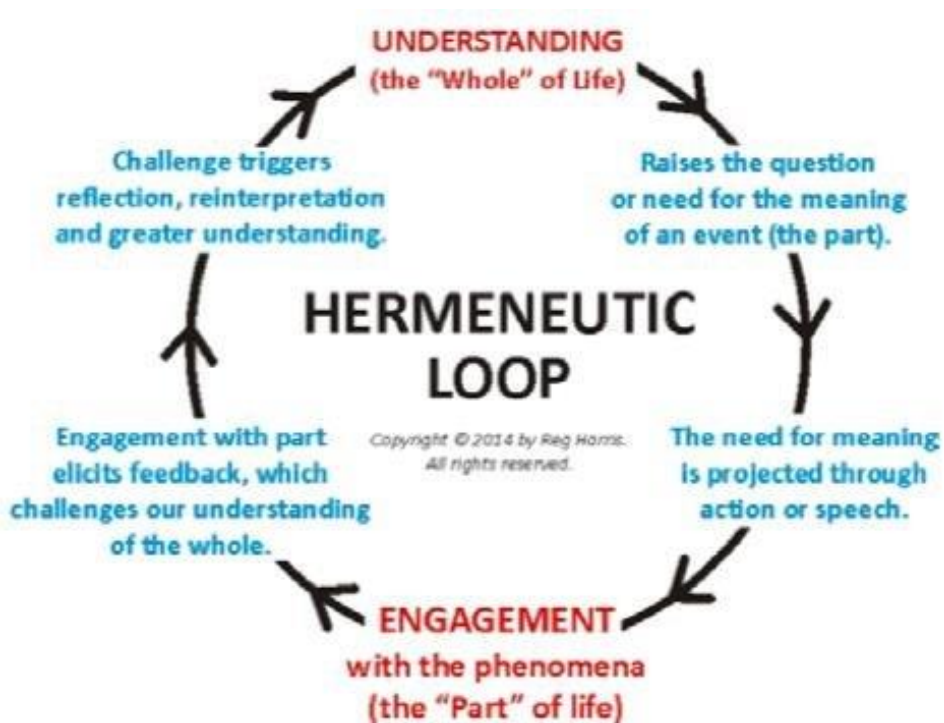 UNDERSTANDING
(the “Whole” of Life)
Raises the question
or need for the meaning
of an event (the part).
The need for meaning
is projected through
action or speech.
ENGAGEMENT
with the phenomena
(the “Part” of life)
Engagement with part
elicits feedback, which
challenges our understanding
of the whole.
Challenge triggers
reflection, reinterpretation
and greater understanding.
HERMENEUTIC
LOOP
Copyright © 2014 by Reg Harris.
All rights reserved.